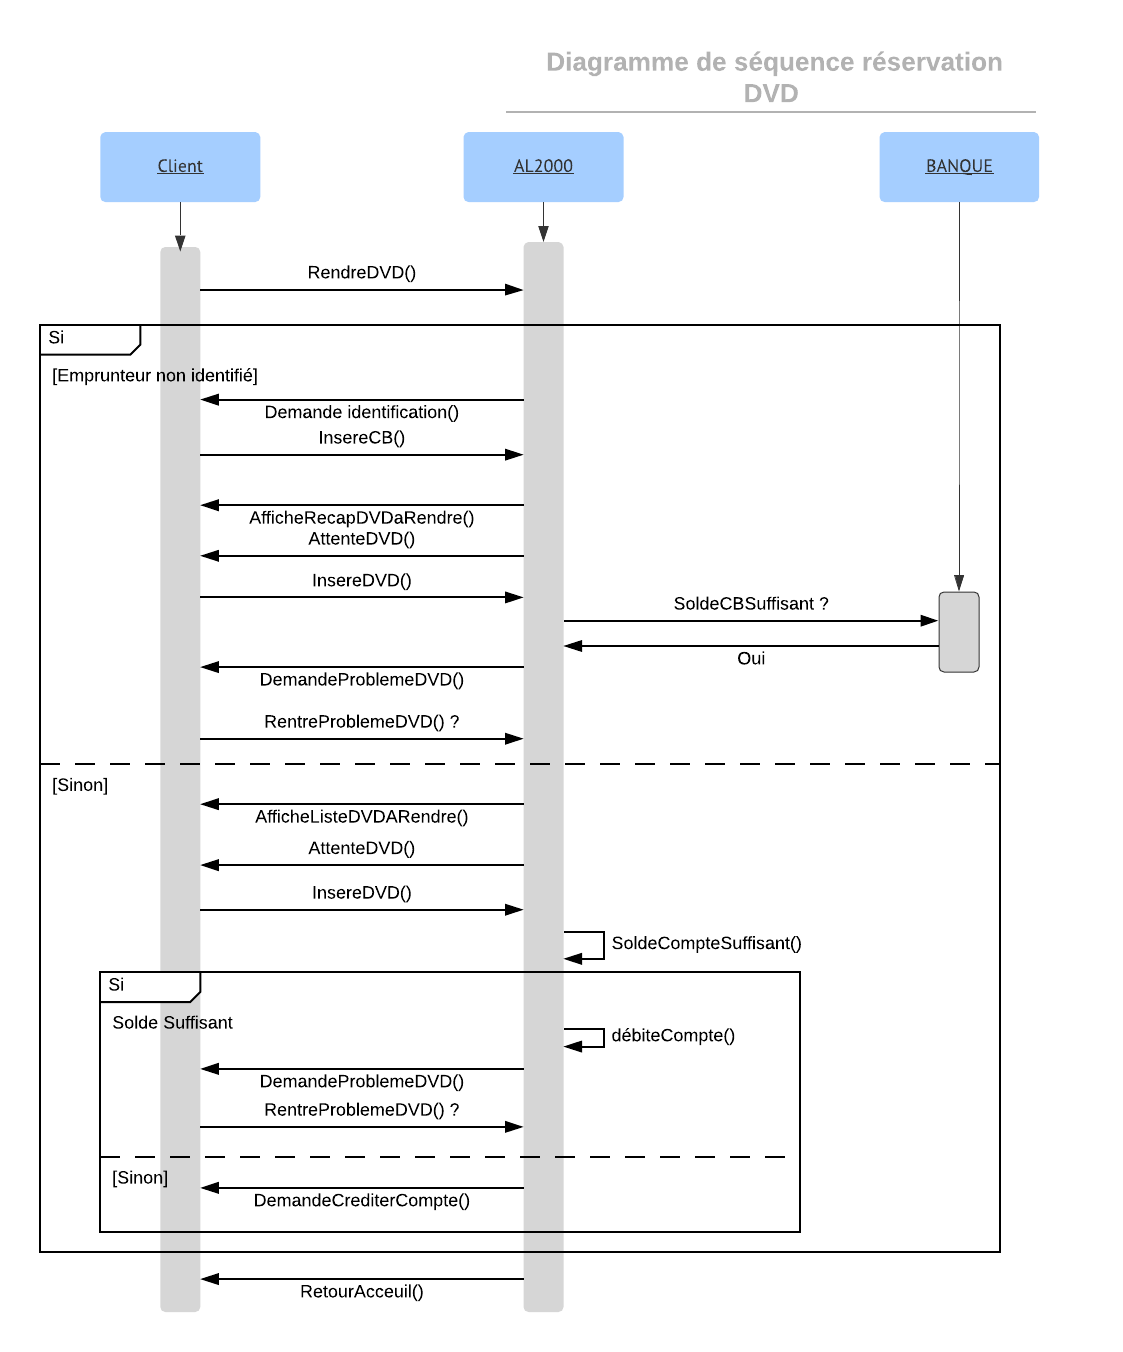 Diagramme de séquence réservation
DVD
Client
AL2000
BANQUE
RendreDVD()
Si
[Emprunteur non identifié]
Demande identification()
InsereCB()
AfficheRecapDVDaRendre()
AttenteDVD()
InsereDVD()
SoldeCBSuffisant ?
Oui
DemandeProblemeDVD()
RentreProblemeDVD() ?
[Sinon]
AfficheListeDVDARendre()
AttenteDVD()
InsereDVD()
SoldeCompteSuffisant()
Si
Solde Suffisant
débiteCompte()
DemandeProblemeDVD()
RentreProblemeDVD() ?
[Sinon]
DemandeCrediterCompte()
RetourAcceuil()